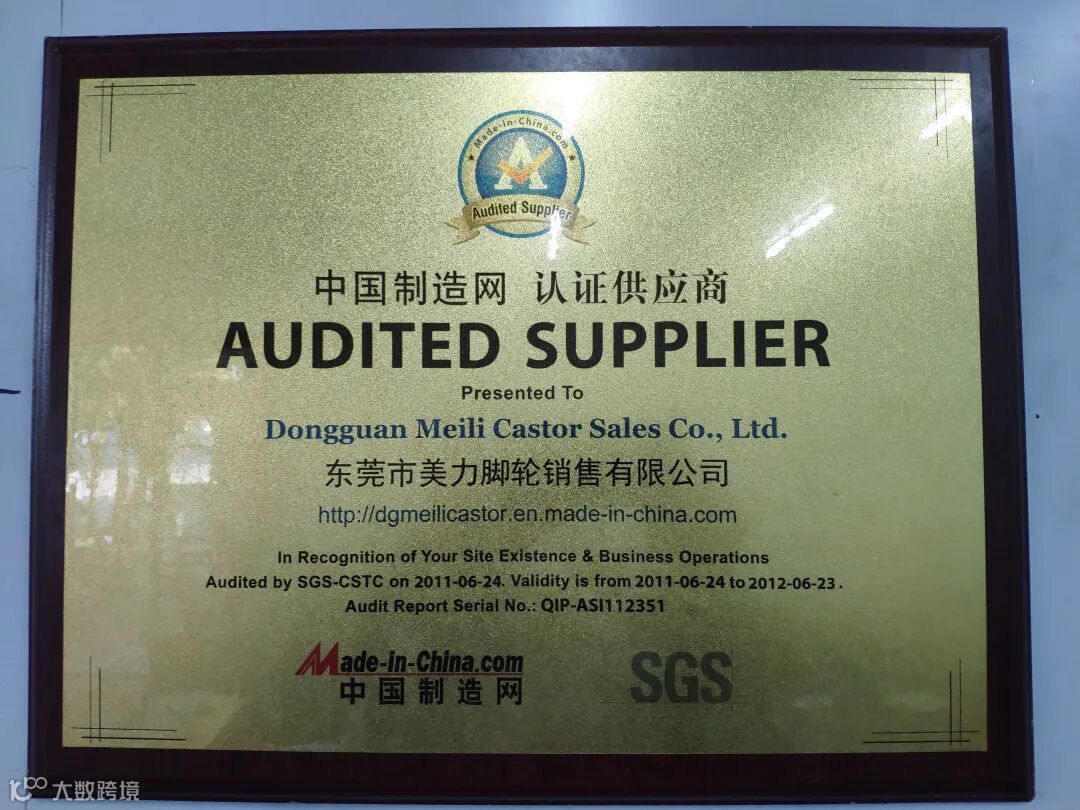 Made-in-China.com
A
Audited Supplier
中国制造网 认证供应商
AUDITED SUPPLIER
Presented To
Dongguan Meili Castor Sales Co., Ltd.
东莞市美力脚轮销售有限公司
http://dgmeilicastor.en.made-in-china.com
In Recognition of Your Site Existence & Business Operations
Audited by SGS-CSTC on 2011-06-24. Validity is from 2011-06-24 to 2012-06-23.
Audit Report Serial No.: QIP-ASI112351
Made-in-China.com
中国制造网
SGS
大数跨境